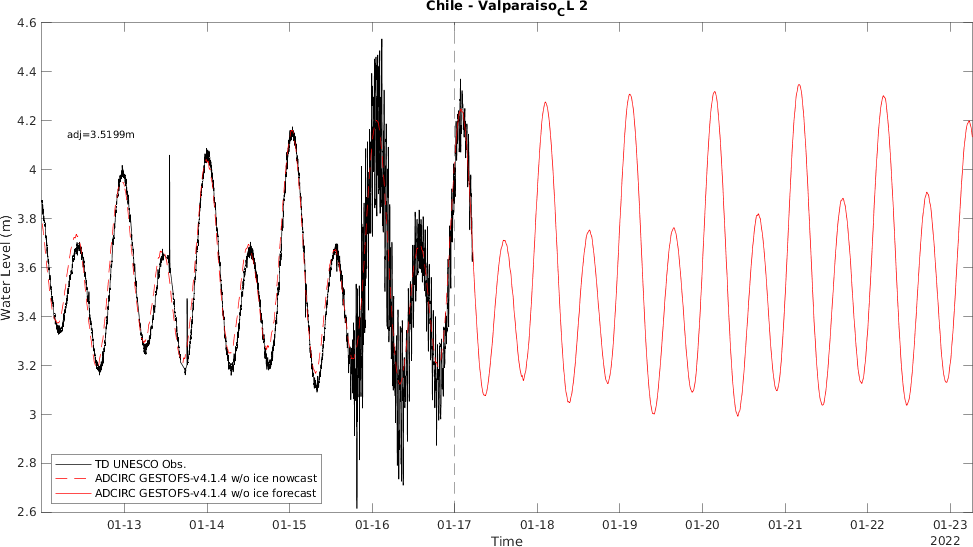 Chile - Valparaiso_CL 2
4.6
4.4
4.2
4
3.8
3.6
3.4
3.2
3
2.8
2.6
Water Level (m)
adj=3.5199m
TD UNESCO Obs.
ADCIRC GESTOFS-v4.1.4 w/o ice nowcast
ADCIRC GESTOFS-v4.1.4 w/o ice forecast
01-13 01-14 01-15 01-16 01-17 01-18 01-19 01-20 01-21 01-22 01-23
2022
Time